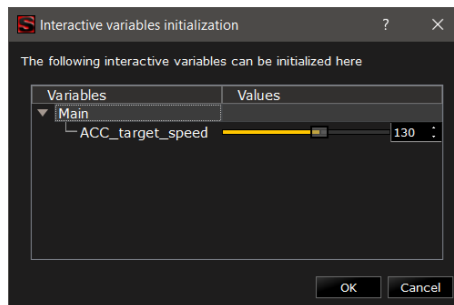 Interactive variables initialization ?
The following interactive variables can be initialized here
Variables Values
Main
ACC_target_speed 130
OK Cancel